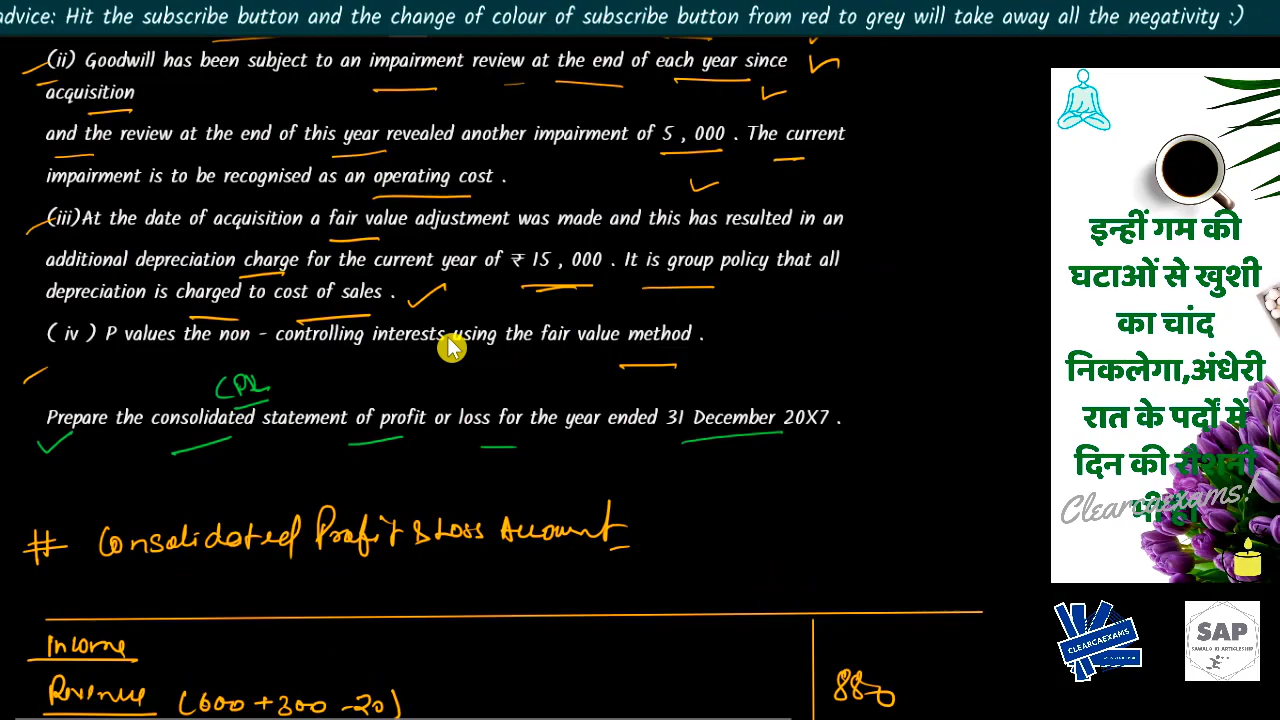 advice: Hit the subscribe button and the change of colour of subscribe button from red to grey will take away all the negativity :)
(ii) Goodwill has been subject to an impairment review at the end of each year since
acquisition
and the review at the end of this year revealed another impairment of 5 , 000 . The current
impairment is to be recognised as an operating cost .
(iii)At the date of acquisition a fair value adjustment was made and this has resulted in an
additional depreciation charge for the current year of ₹ 15 , 000 . It is group policy that all
depreciation is charged to cost of sales .
( iv ) P values the non - controlling interests using the fair value method .
CPL
Prepare the consolidated statement of profit or loss for the year ended 31 December 20X7 .
# Consolidated Profit & Loss Account
Income
Revenue (600 + 300 - 20) 880
इन्हीं गम की
घटाओं से खुशी
का चांद
निकलेगा,अंधेरी
रात के पर्दों में
दिन की रौशनी
भी है।
Clearcaexams!
CLEARCAEXAMS
SAP
SAWALO KI ARTICLESHIP